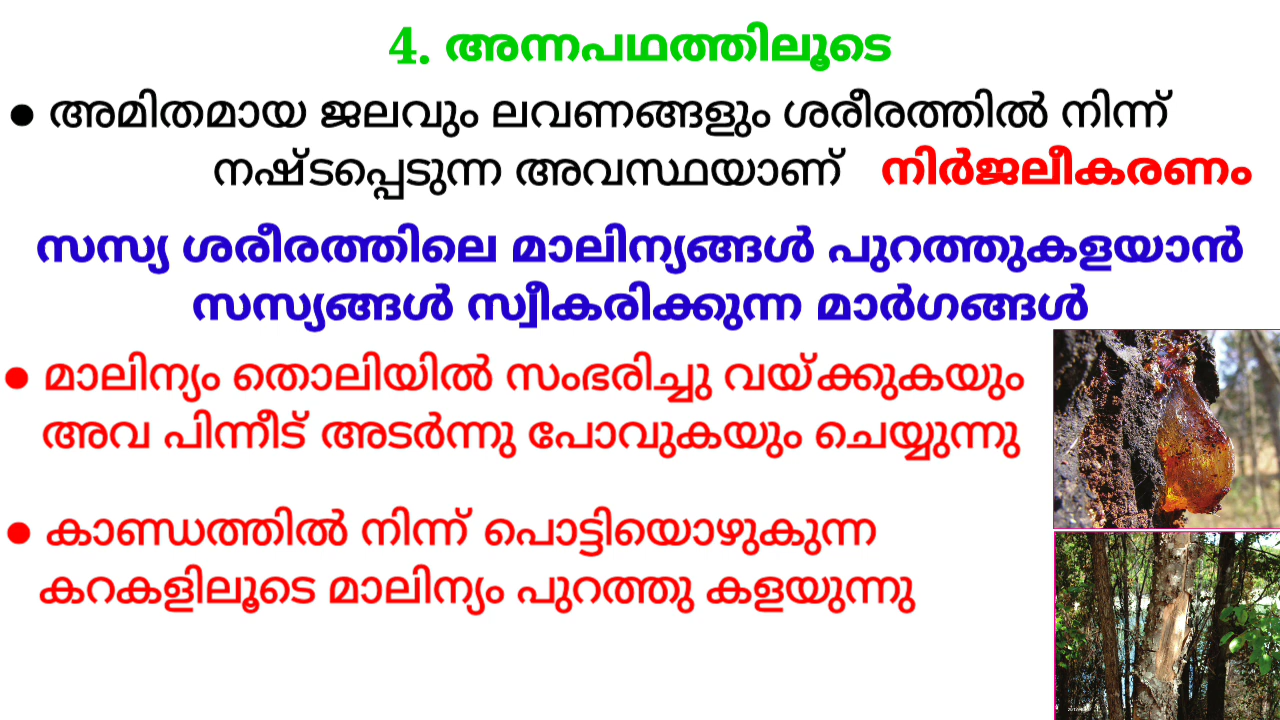 4. അന്നപഥത്തിലൂടെ
● അമിതമായ ജലവും ലവണങ്ങളും ശരീരത്തിൽ നിന്ന്
നഷ്ടപ്പെടുന്ന അവസ്ഥയാണ് നിർജലീകരണം
സസ്യ ശരീരത്തിലെ മാലിന്യങ്ങൾ പുറത്തുകളയാൻ
സസ്യങ്ങൾ സ്വീകരിക്കുന്ന മാർഗങ്ങൾ
● മാലിന്യം തൊലിയിൽ സംഭരിച്ചു വയ്ക്കുകയും
അവ പിന്നീട് അടർന്നു പോവുകയും ചെയ്യുന്നു
● കാണ്ഡത്തിൽ നിന്ന് പൊട്ടിയൊഴുകുന്ന
കറകളിലൂടെ മാലിന്യം പുറത്തു കളയുന്നു